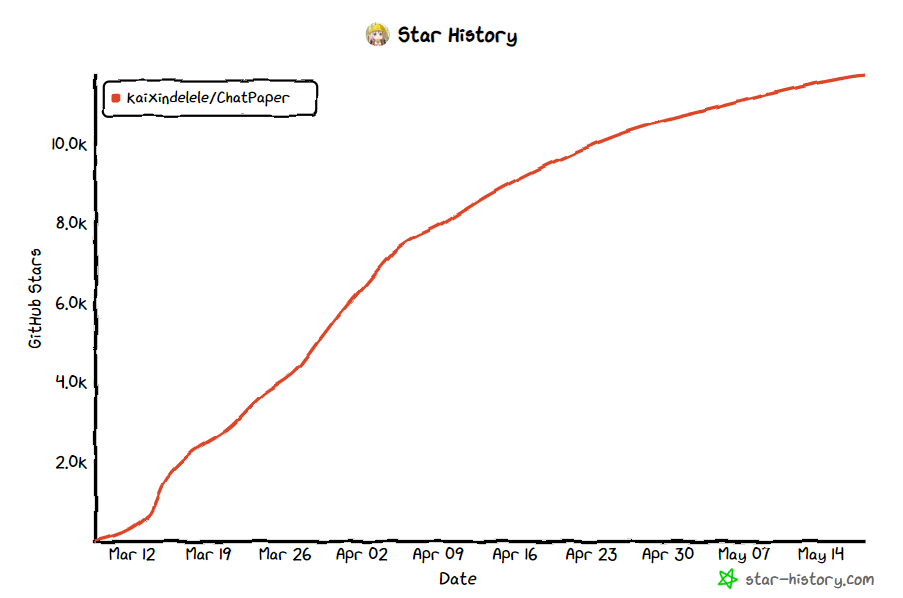 Star History
kaixindelele/ChatPaper
GitHub Stars
10.0k
8.0k
6.0k
4.0k
2.0k
Mar 12 Mar 19 Mar 26 Apr 02 Apr 09 Apr 16 Apr 23 Apr 30 May 07 May 14
Date
star-history.com